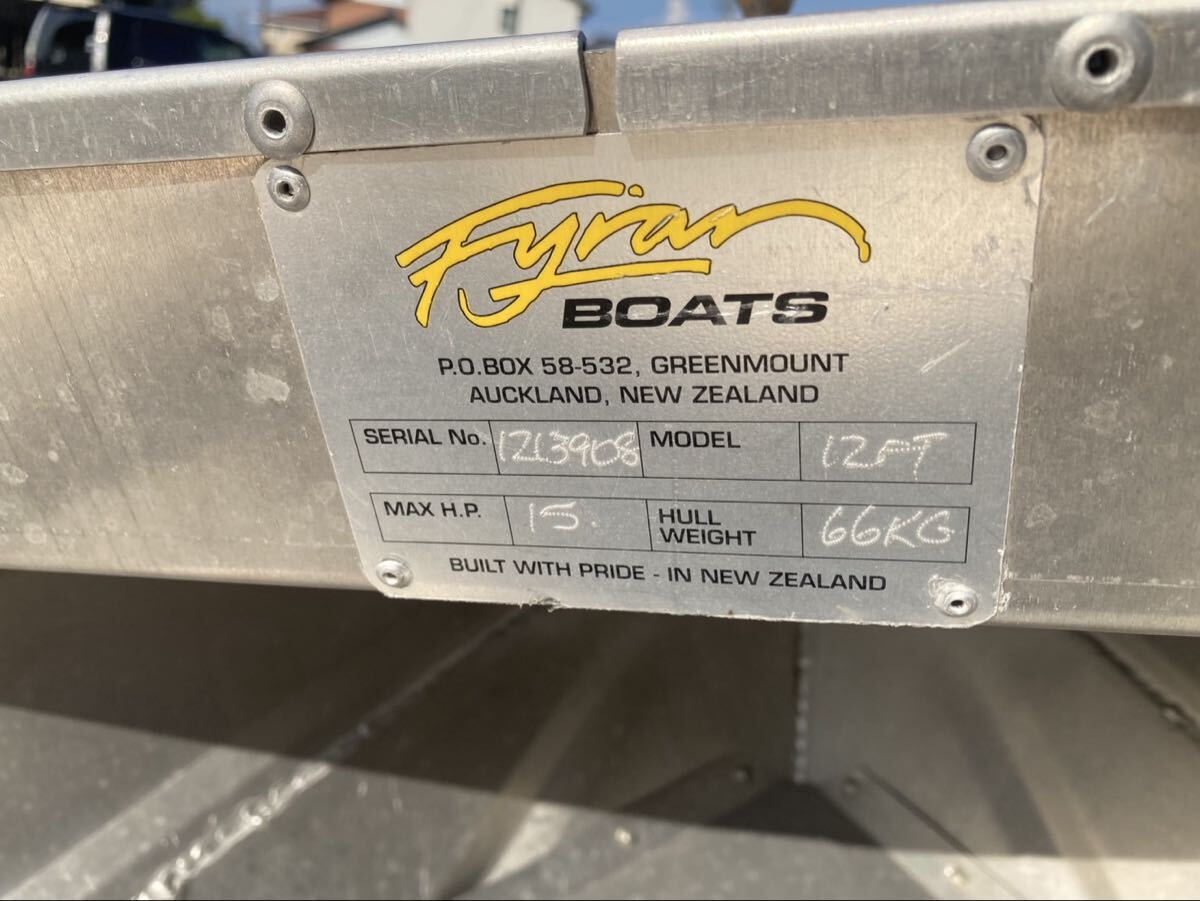 Fyran
BOATS
P.O.BOX 58-532, GREENMOUNT
AUCKLAND, NEW ZEALAND
SERIAL No. 1213908 MODEL 12FT
MAX H.P. 15 HULL WEIGHT 66KG
BUILT WITH PRIDE - IN NEW ZEALAND